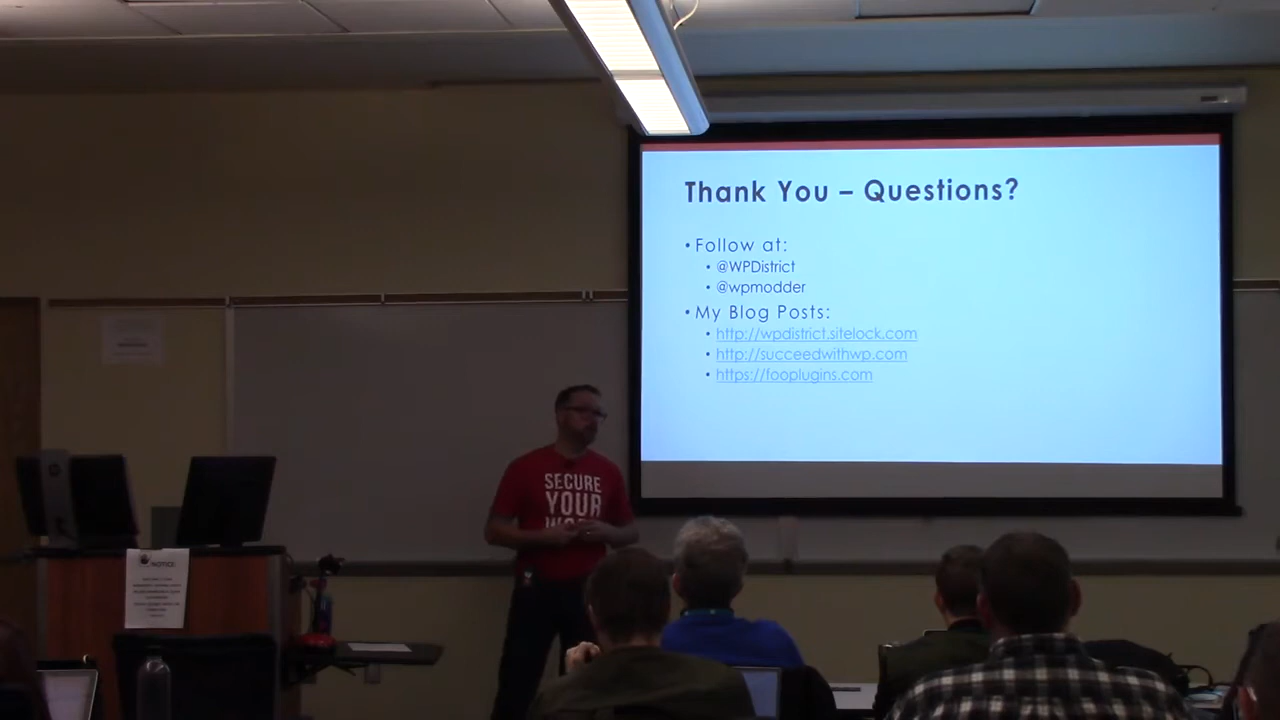 Thank You – Questions?
• Follow at:
• @WPDistrict
• @wpmodder
• My Blog Posts:
• http://wpdistrict.sitelock.com
• http://succeedwithwp.com
• https://fooplugins.com
SECURE
YOUR
NOTICE